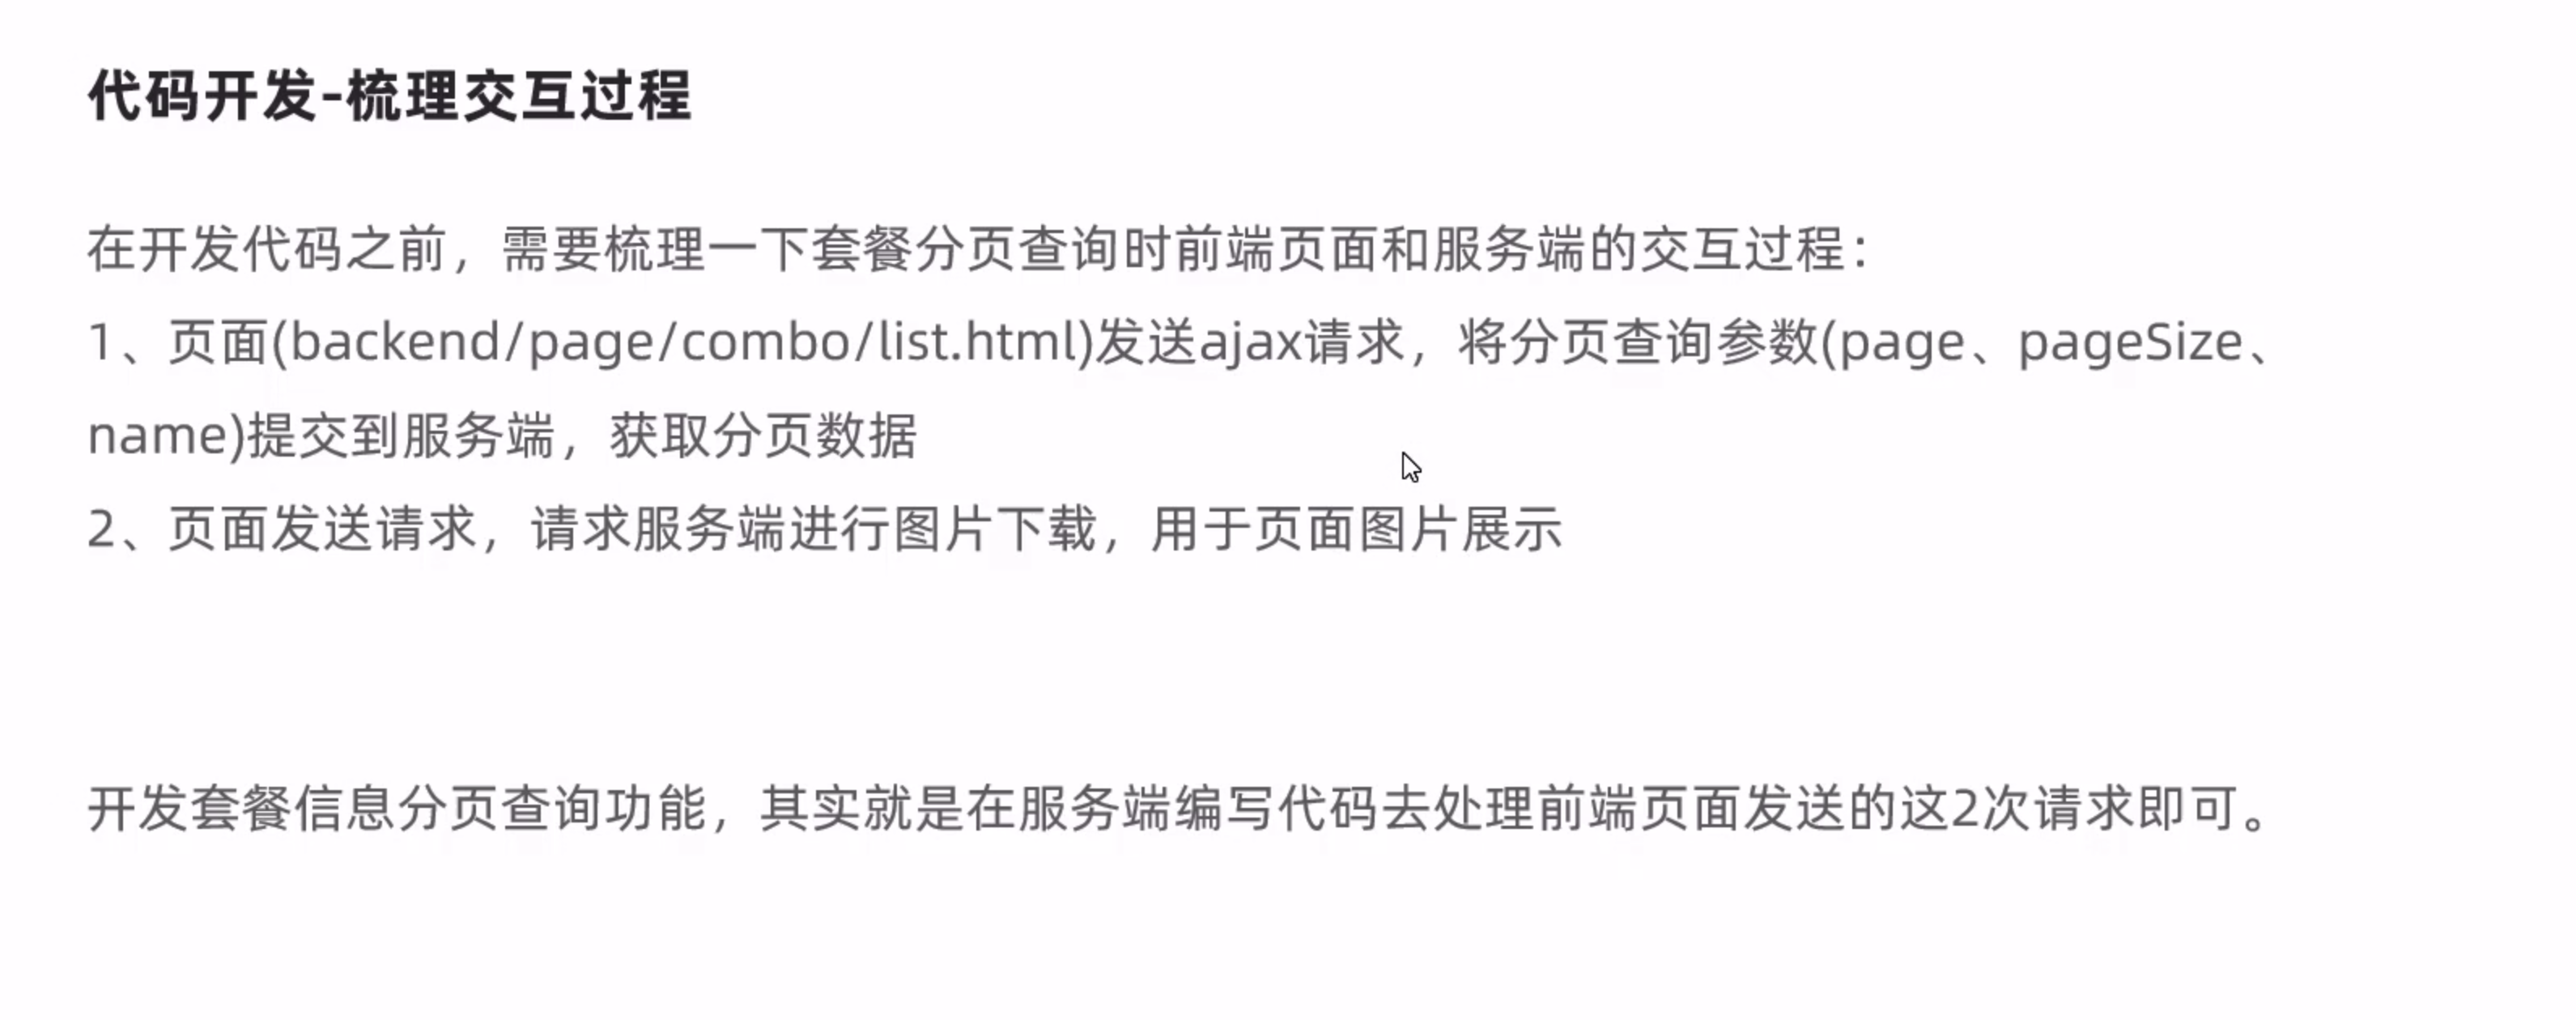 代码开发-梳理交互过程
在开发代码之前，需要梳理一下套餐分页查询时前端页面和服务端的交互过程：
1、页面(backend/page/combo/list.html)发送ajax请求，将分页查询参数(page、pageSize、
name)提交到服务端，获取分页数据
2、页面发送请求，请求服务端进行图片下载，用于页面图片展示
开发套餐信息分页查询功能，其实就是在服务端编写代码去处理前端页面发送的这2次请求即可。